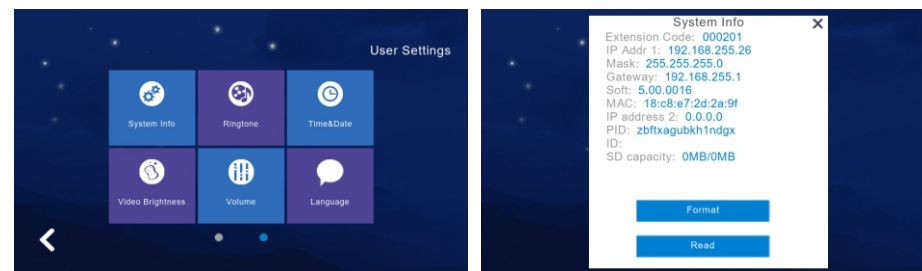 User Settings
System Info
Ringtone
Time&Date
Video Brightness
Volume
Language
System Info
Extension Code: 000201
IP Addr 1: 192.168.255.26
Mask: 255.255.255.0
Gateway: 192.168.255.1
Soft: 5.00.0016
MAC: 18:c8:e7:2d:2a:9f
IP address 2: 0.0.0.0
PID: zbftxagubkh1ndgx
ID:
SD capacity: 0MB/0MB
Format
Read